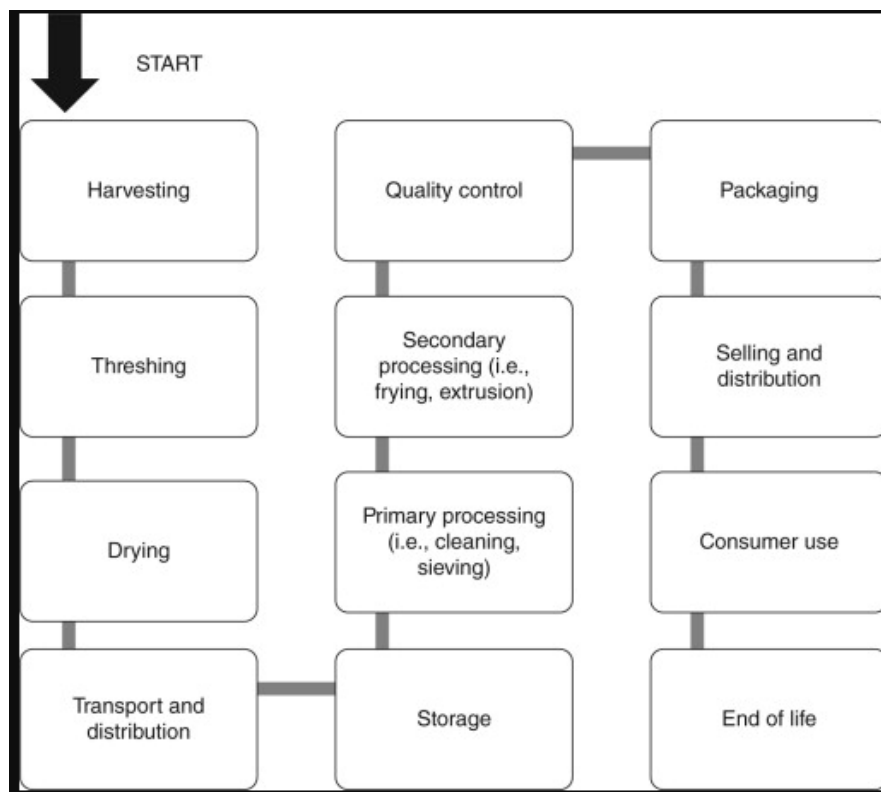 START
Harvesting
Threshing
Drying
Transport and
distribution
Storage
Primary processing
(i.e., cleaning,
sieving)
Secondary
processing (i.e.,
frying, extrusion)
Quality control
Packaging
Selling and
distribution
Consumer use
End of life